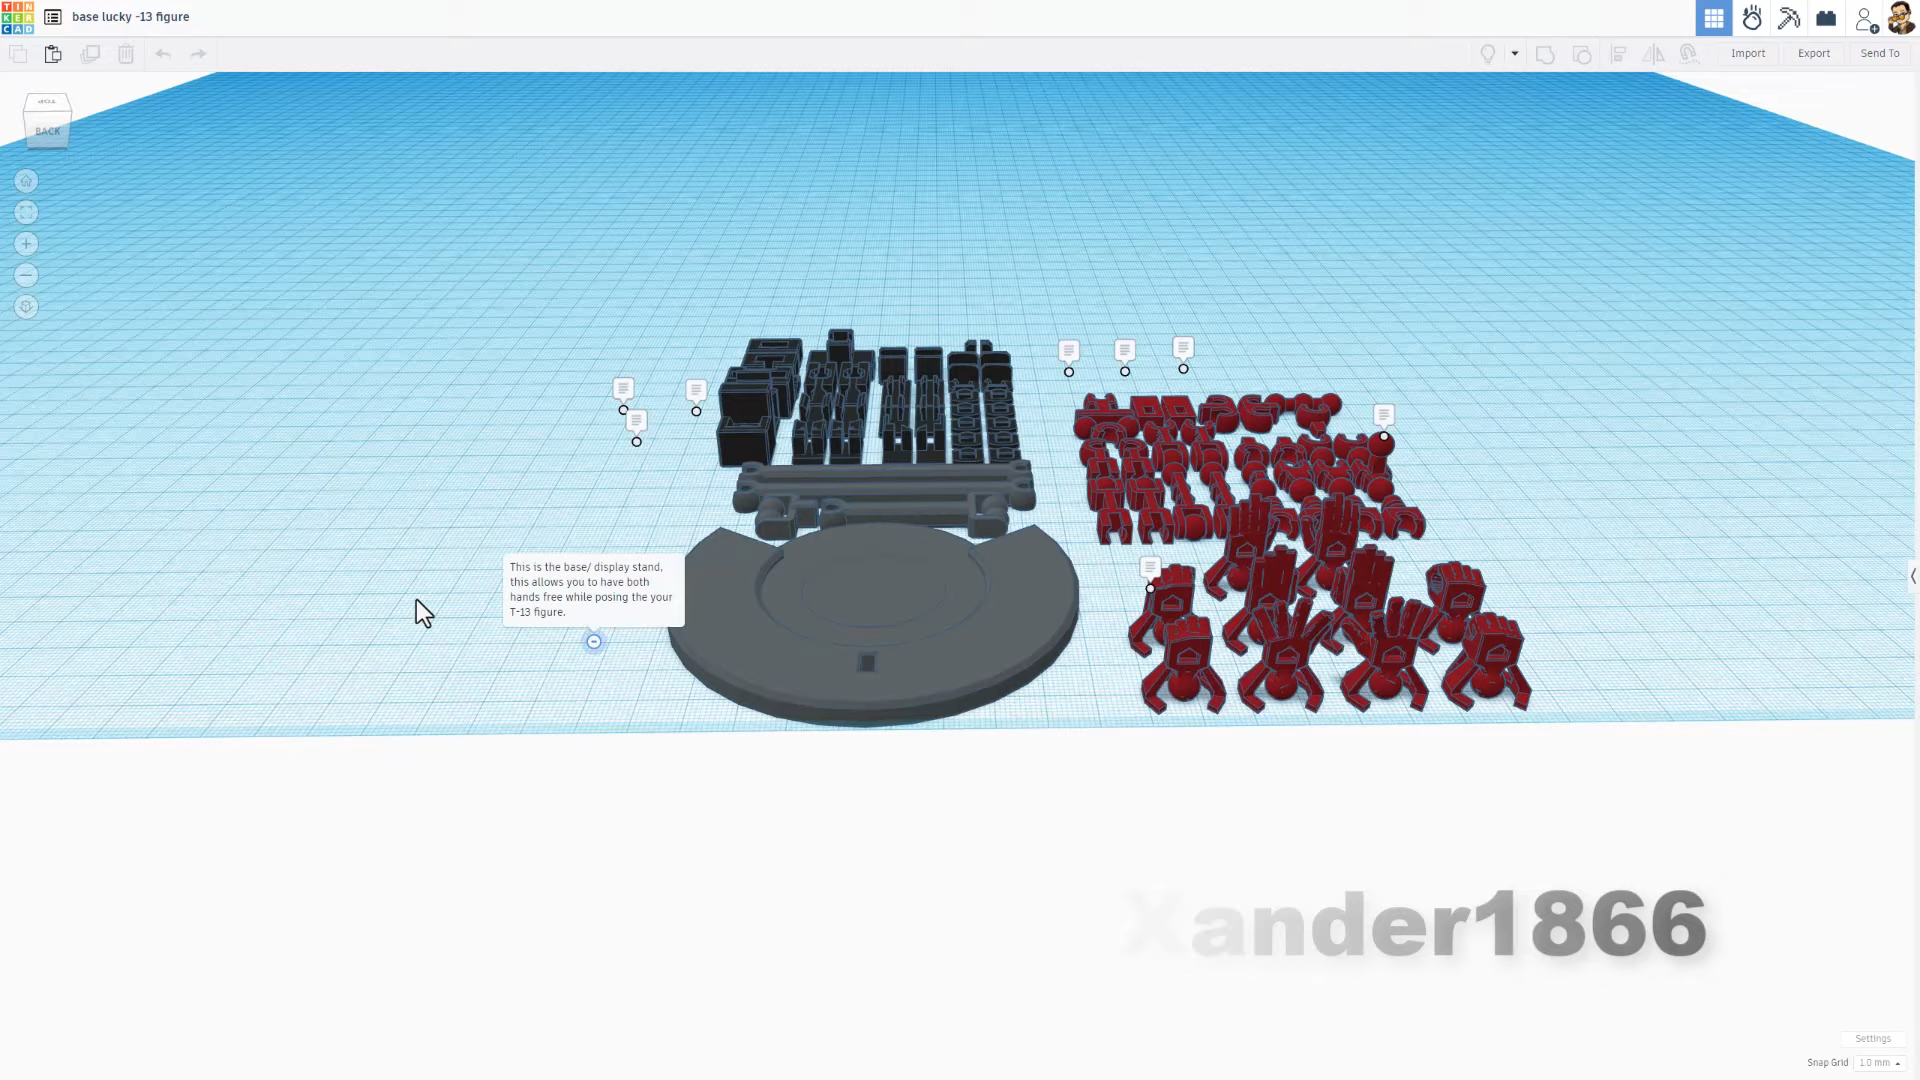 TIN
KER
CAD
base lucky -13 figure
Import
Export
Send To
TOP
BACK
This is the base/ display stand,
this allows you to have both
hands free while posing the your
T-13 figure.
Xander1866
Settings
Snap Grid 1.0 mm